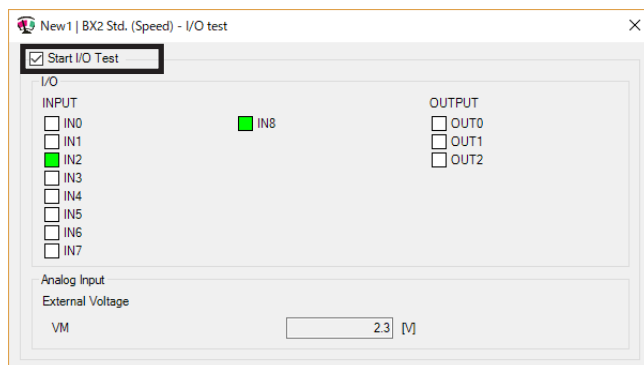 New1 | BX2 Std. (Speed) - I/O test
Start I/O Test
I/O
INPUT
OUTPUT
IN0
IN8
OUT0
IN1
OUT1
IN2
OUT2
IN3
IN4
IN5
IN6
IN7
Analog Input
External Voltage
VM
2.3 [V]